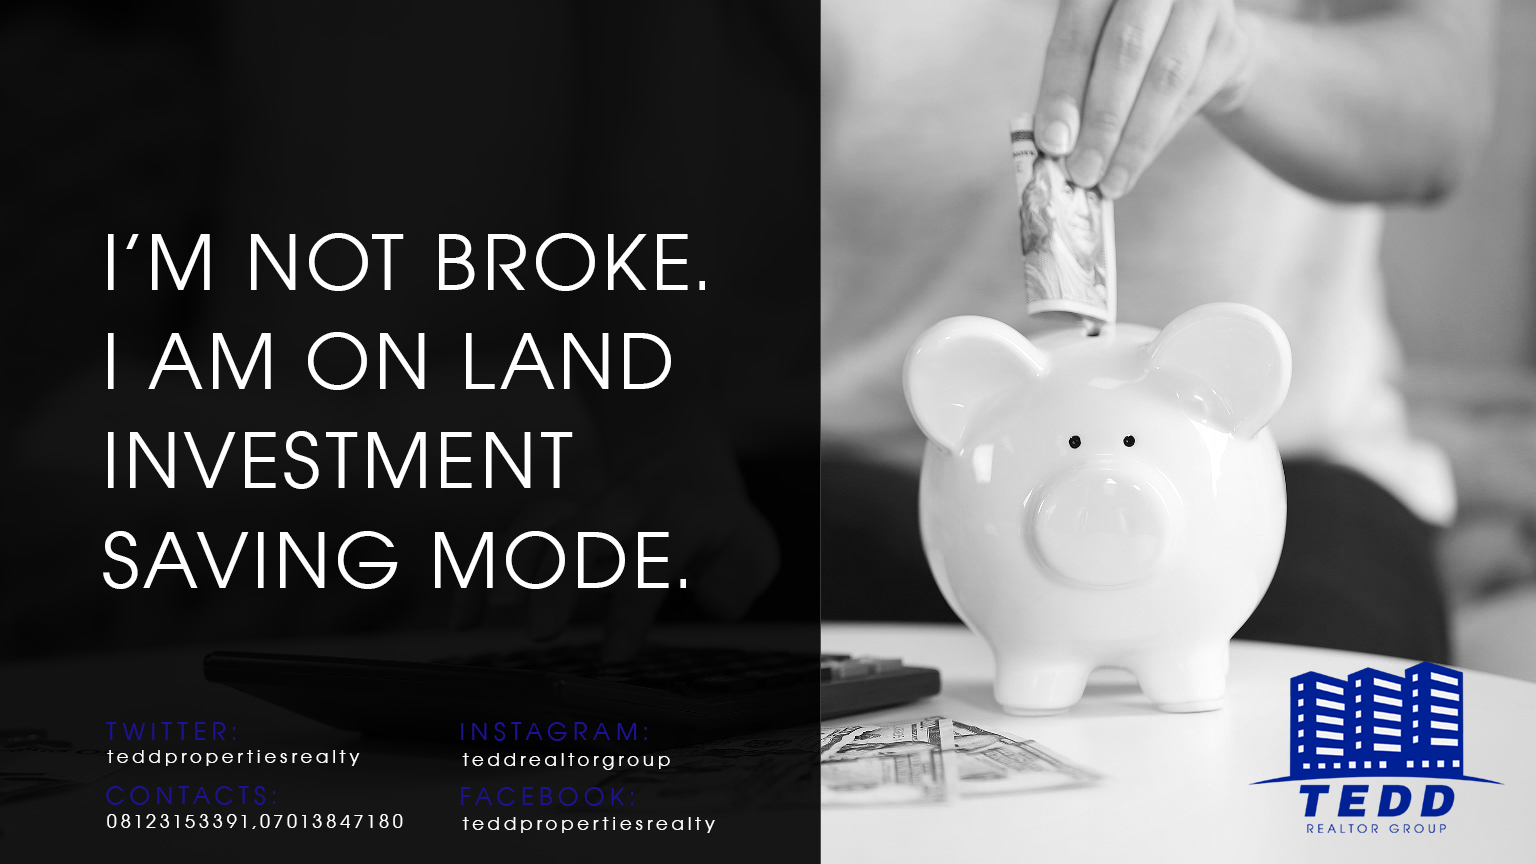 I’M NOT BROKE.
I AM ON LAND
INVESTMENT
SAVING MODE.
TWITTER:
teddpropertiesrealty
CONTACTS:
08123153391,07013847180
INSTAGRAM:
teddrealtorgroup
FACEBOOK:
teddpropertiesrealty
TEDD
REALTOR GROUP